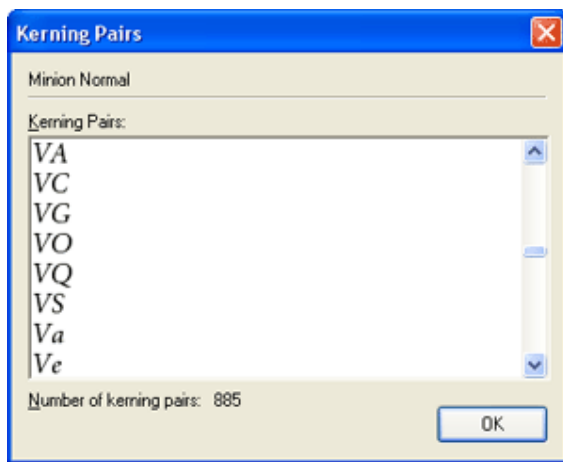 Kerning Pairs
Minion Normal
Kerning Pairs:
VA
VC
VG
VO
VQ
VS
Va
Ve
Number of kerning pairs: 885
OK